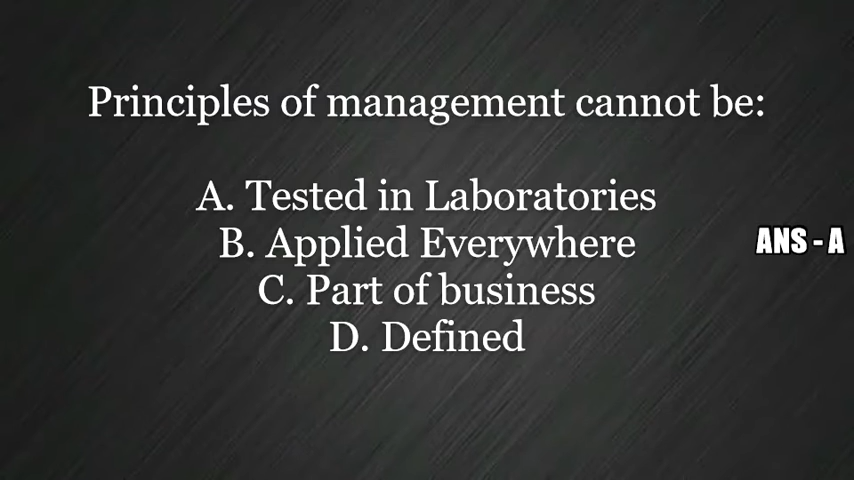 Principles of management cannot be:
A. Tested in Laboratories
B. Applied Everywhere
ANS - A
C. Part of business
D. Defined